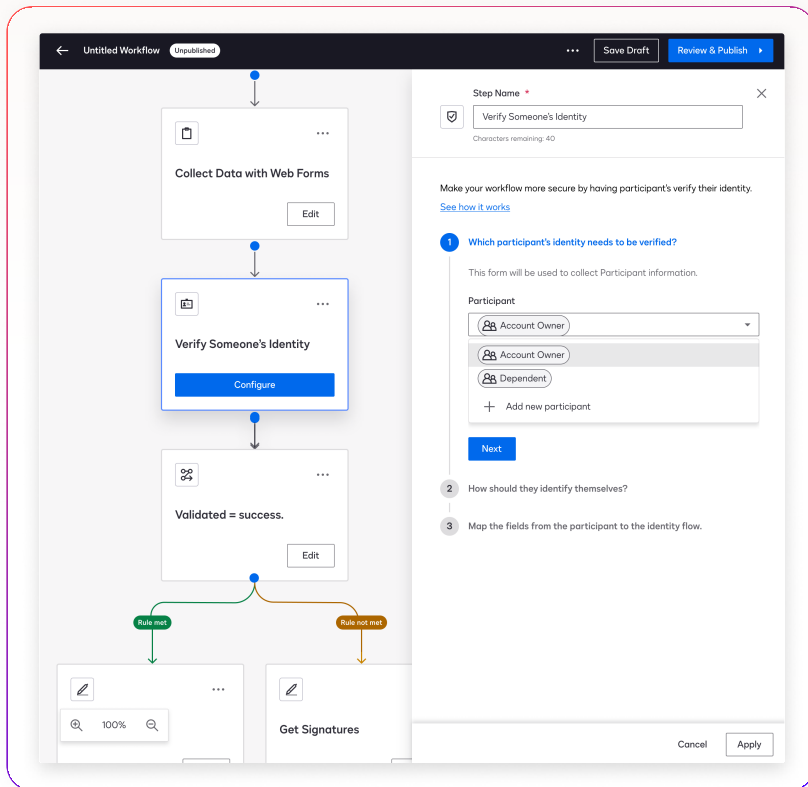 Untitled Workflow
Unpublished
Save Draft
Review & Publish
Collect Data with Web Forms
Edit
Verify Someone's Identity
Configure
Validated = success.
Edit
Rule met
Rule not met
100%
Get Signatures
Step Name *
Verify Someone's Identity
Characters remaining: 40
Make your workflow more secure by having participant's verify their identity.
See how it works
1 Which participant's identity needs to be verified?
This form will be used to collect Participant information.
Participant
Account Owner
Account Owner
Dependent
Add new participant
Next
2 How should they identify themselves?
3 Map the fields from the participant to the identity flow.
Cancel
Apply